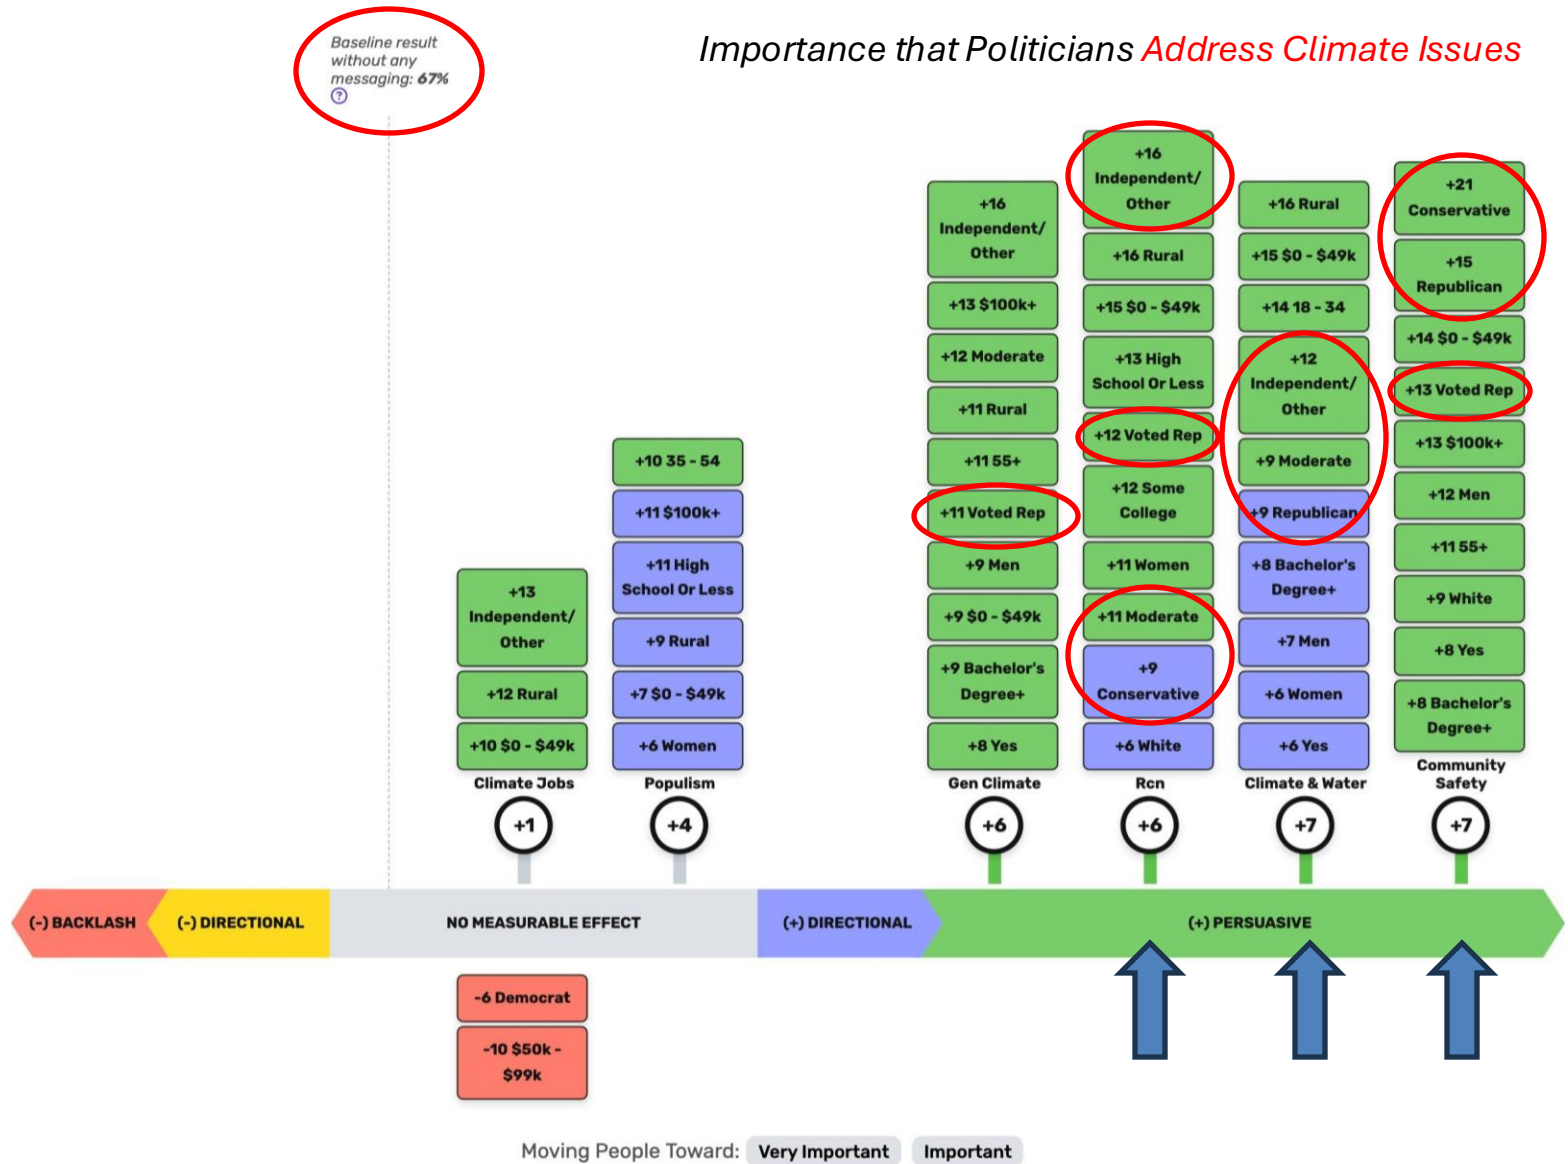 Baseline result
without any
messaging: 67%
?
Importance that Politicians Address Climate Issues
+13
Independent/
Other
+12 Rural
+10 $0 - $49k
Climate Jobs
+1
+10 35 - 54
+11 $100k+
+11 High
School Or Less
+9 Rural
+7 $0 - $49k
+6 Women
Populism
+4
+16
Independent/
Other
+13 $100k+
+12 Moderate
+11 Rural
+11 55+
+11 Voted Rep
+9 Men
+9 $0 - $49k
+9 Bachelor's
Degree+
+8 Yes
Gen Climate
+6
+16
Independent/
Other
+16 Rural
+15 $0 - $49k
+13 High
School Or Less
+12 Voted Rep
+12 Some
College
+11 Women
+11 Moderate
+9
Conservative
+6 White
Rcn
+6
+16 Rural
+15 $0 - $49k
+14 18 - 34
+12
Independent/
Other
+9 Moderate
+9 Republican
+8 Bachelor's
Degree+
+7 Men
+6 Women
+6 Yes
Climate & Water
+7
+21
Conservative
+15
Republican
+14 $0 - $49k
+13 Voted Rep
+13 $100k+
+12 Men
+11 55+
+9 White
+8 Yes
+8 Bachelor's
Degree+
Community
Safety
+7
(-) BACKLASH
(-) DIRECTIONAL
NO MEASURABLE EFFECT
(+) DIRECTIONAL
(+) PERSUASIVE
-6 Democrat
-10 $50k -
$99k
Moving People Toward: Very Important Important